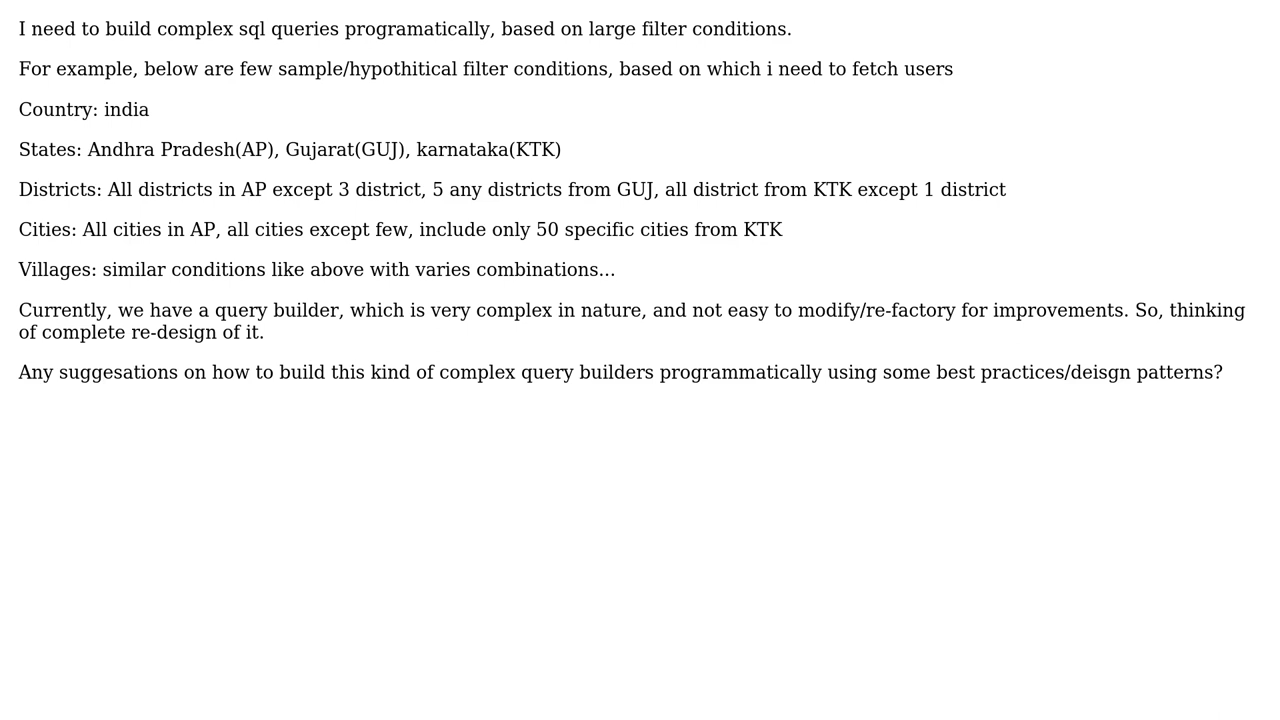 I need to build complex sql queries programatically, based on large filter conditions.
For example, below are few sample/hypothitical filter conditions, based on which i need to fetch users
Country: india
States: Andhra Pradesh(AP), Gujarat(GUJ), karnataka(KTK)
Districts: All districts in AP except 3 district, 5 any districts from GUJ, all district from KTK except 1 district
Cities: All cities in AP, all cities except few, include only 50 specific cities from KTK
Villages: similar conditions like above with varies combinations...
Currently, we have a query builder, which is very complex in nature, and not easy to modify/re-factory for improvements. So, thinking
of complete re-design of it.
Any suggesations on how to build this kind of complex query builders programmatically using some best practices/deisgn patterns?